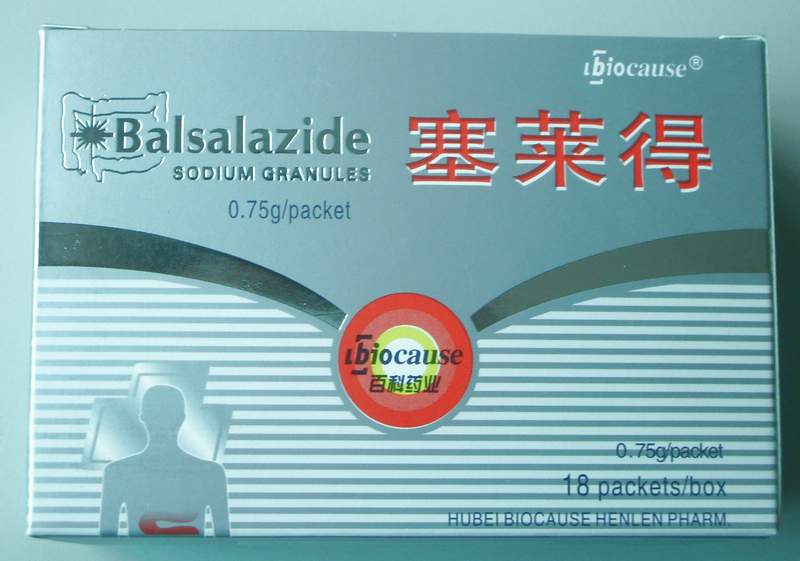 biocause®
Balsalazide
SODIUM GRANULES
0.75g/packet
塞莱得
biocause
百科药业
0.75g/packet
18 packets/box
HUBEI BIOCAUSE HENLEN PHARM.